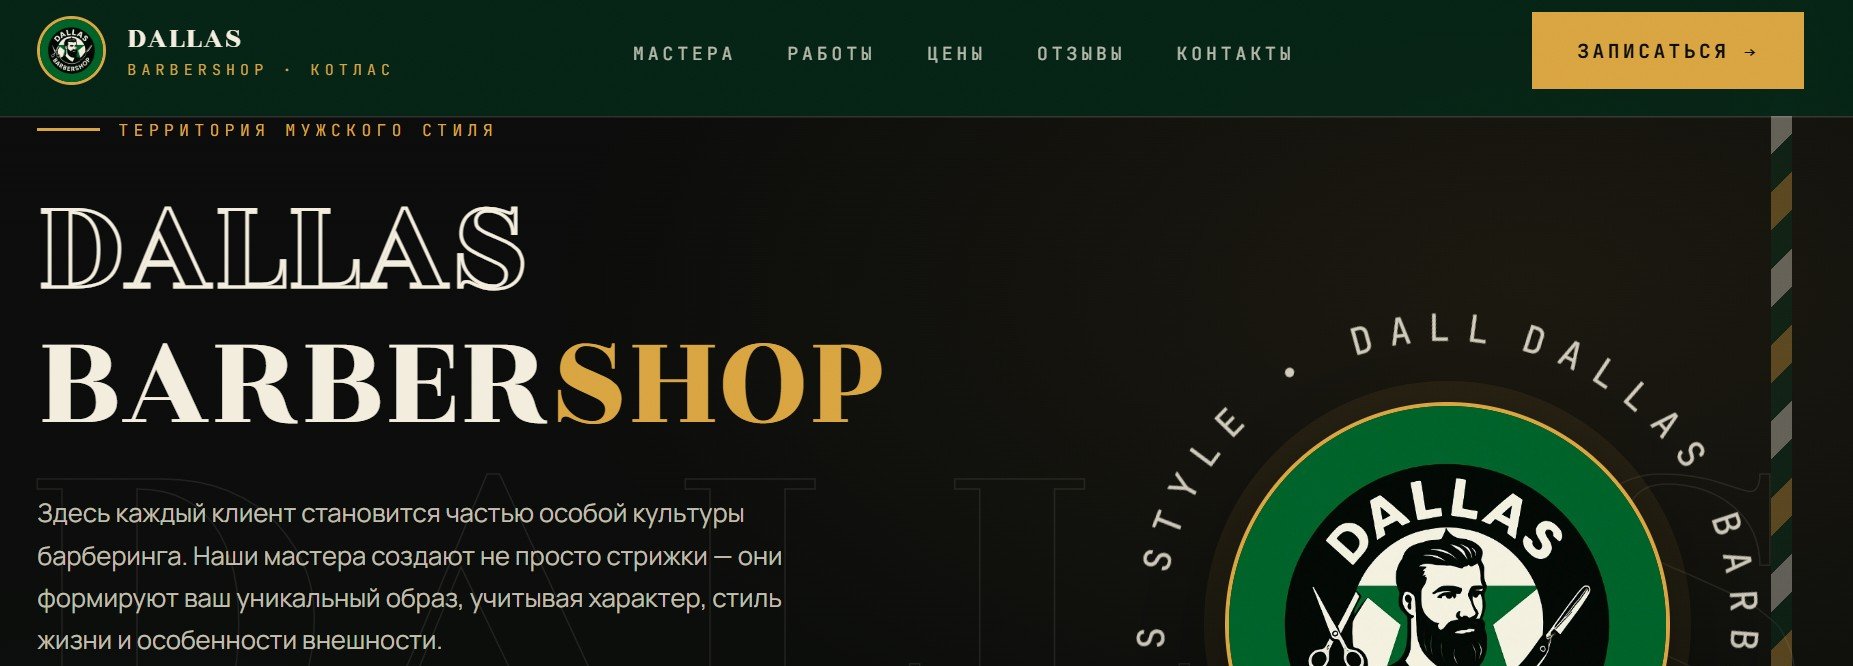 DALLAS
BARBERSHOP
DALLAS
BARBERSHOP · КОТЛАС
МАСТЕРА
РАБОТЫ
ЦЕНЫ
ОТЗЫВЫ
КОНТАКТЫ
ЗАПИСАТЬСЯ →
ТЕРРИТОРИЯ МУЖСКОГО СТИЛЯ
DALLAS
BARBERSHOP
Здесь каждый клиент становится частью особой культуры
барберинга. Наши мастера создают не просто стрижки — они
формируют ваш уникальный образ, учитывая характер, стиль
жизни и особенности внешности.
S STYLE • DALL DALLAS BARB
DALLAS